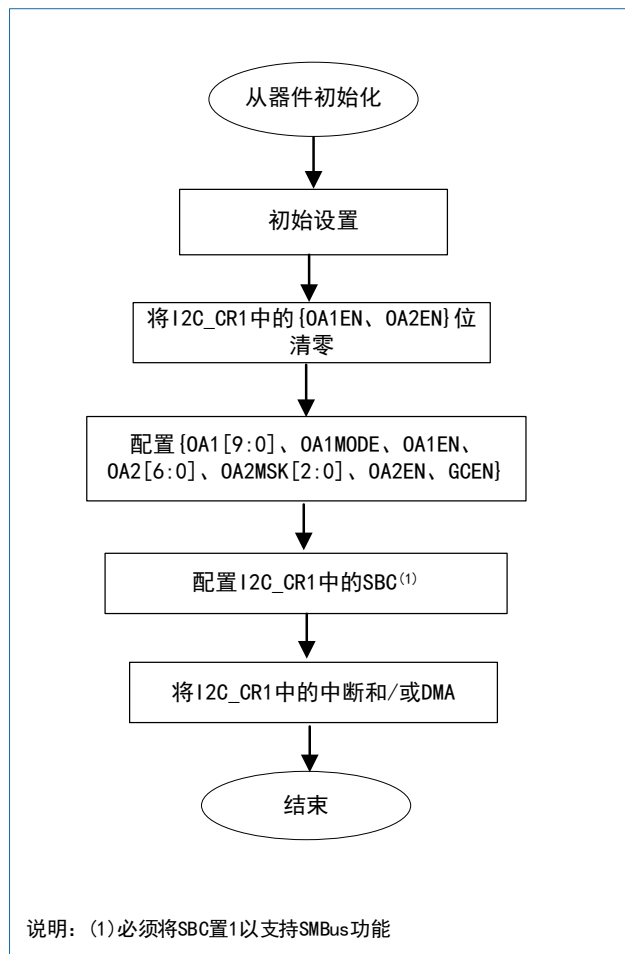 从器件初始化
初始设置
将I2C_CR1中的{OA1EN、OA2EN}位
清零
配置{OA1[9:0]、OA1MODE、OA1EN、
OA2[6:0]、OA2MSK[2:0]、OA2EN、GCEN}
配置I2C_CR1中的SBC(1)
将I2C_CR1中的中断和/或DMA
结束
说明：(1)必须将SBC置1以支持SMBus功能